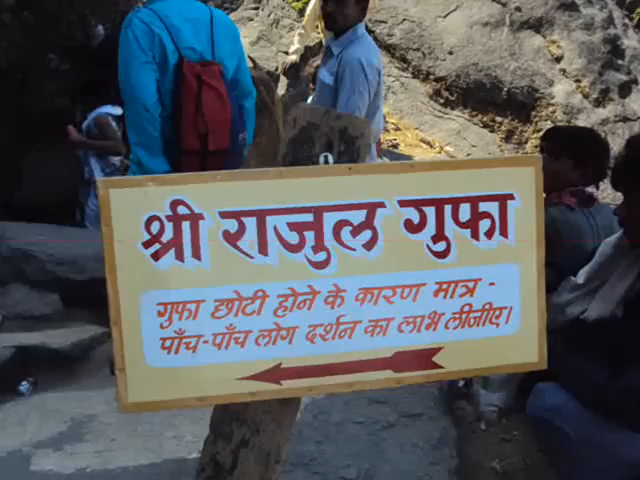 श्री राजुल गुफा
गुफा छोटी होने के कारण मात्र -
पाँच-पाँच लोग दर्शन का लाभ लीजीए।